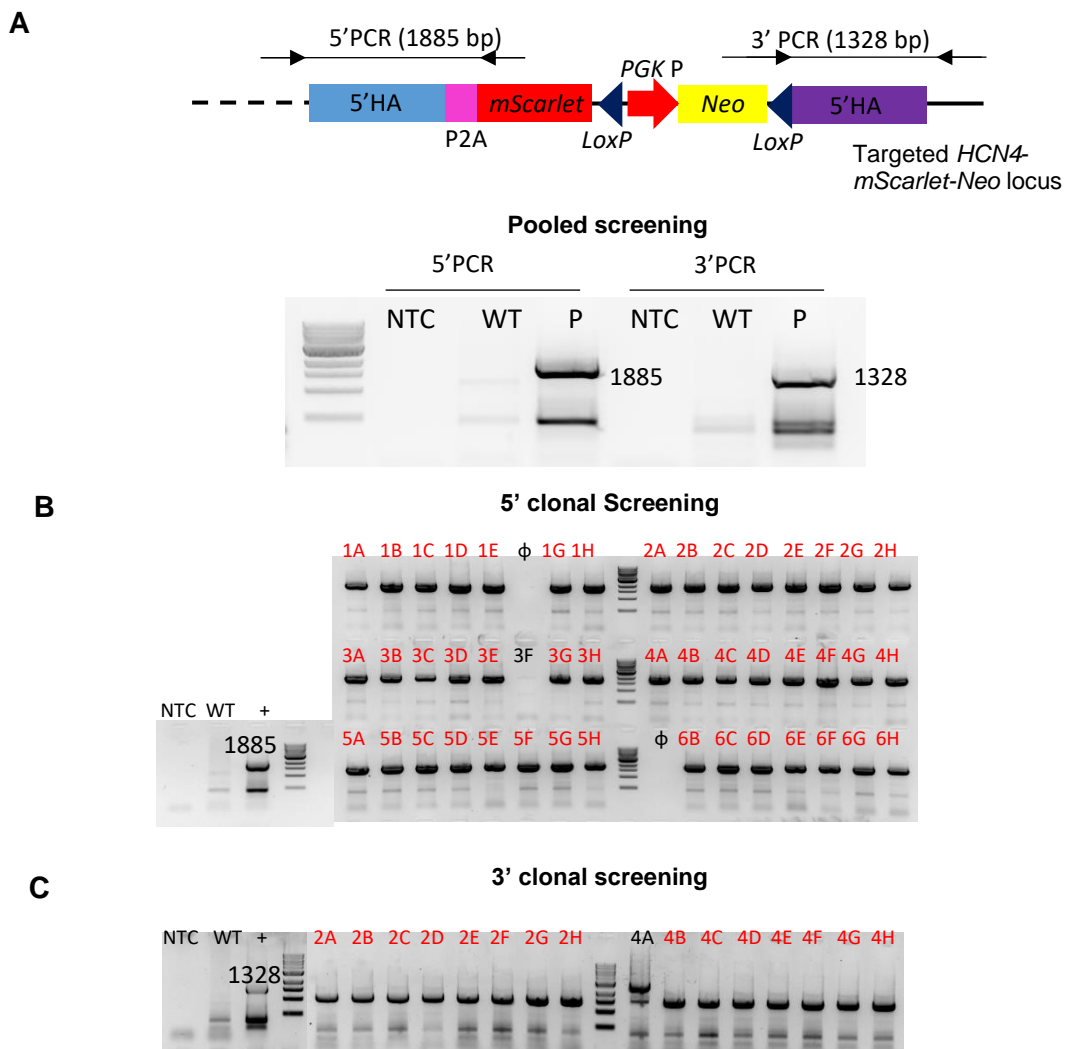 A
5'PCR (1885 bp)
3' PCR (1328 bp)
PGK P
5'HA
mScarlet
Neo
5'HA
P2A
LoxP
LoxP
Targeted HCN4-
mScarlet-Neo locus
Pooled screening
5'PCR
3'PCR
NTC WT P NTC WT P
1885
1328
B
5' clonal Screening
1A 1B 1C 1D 1E ϕ 1G 1H 2A 2B 2C 2D 2E 2F 2G 2H
3A 3B 3C 3D 3E 3F 3G 3H 4A 4B 4C 4D 4E 4F 4G 4H
NTC WT +
1885
5A 5B 5C 5D 5E 5F 5G 5H ϕ 6B 6C 6D 6E 6F 6G 6H
C
3' clonal screening
NTC WT + 2A 2B 2C 2D 2E 2F 2G 2H 4A 4B 4C 4D 4E 4F 4G 4H
1328